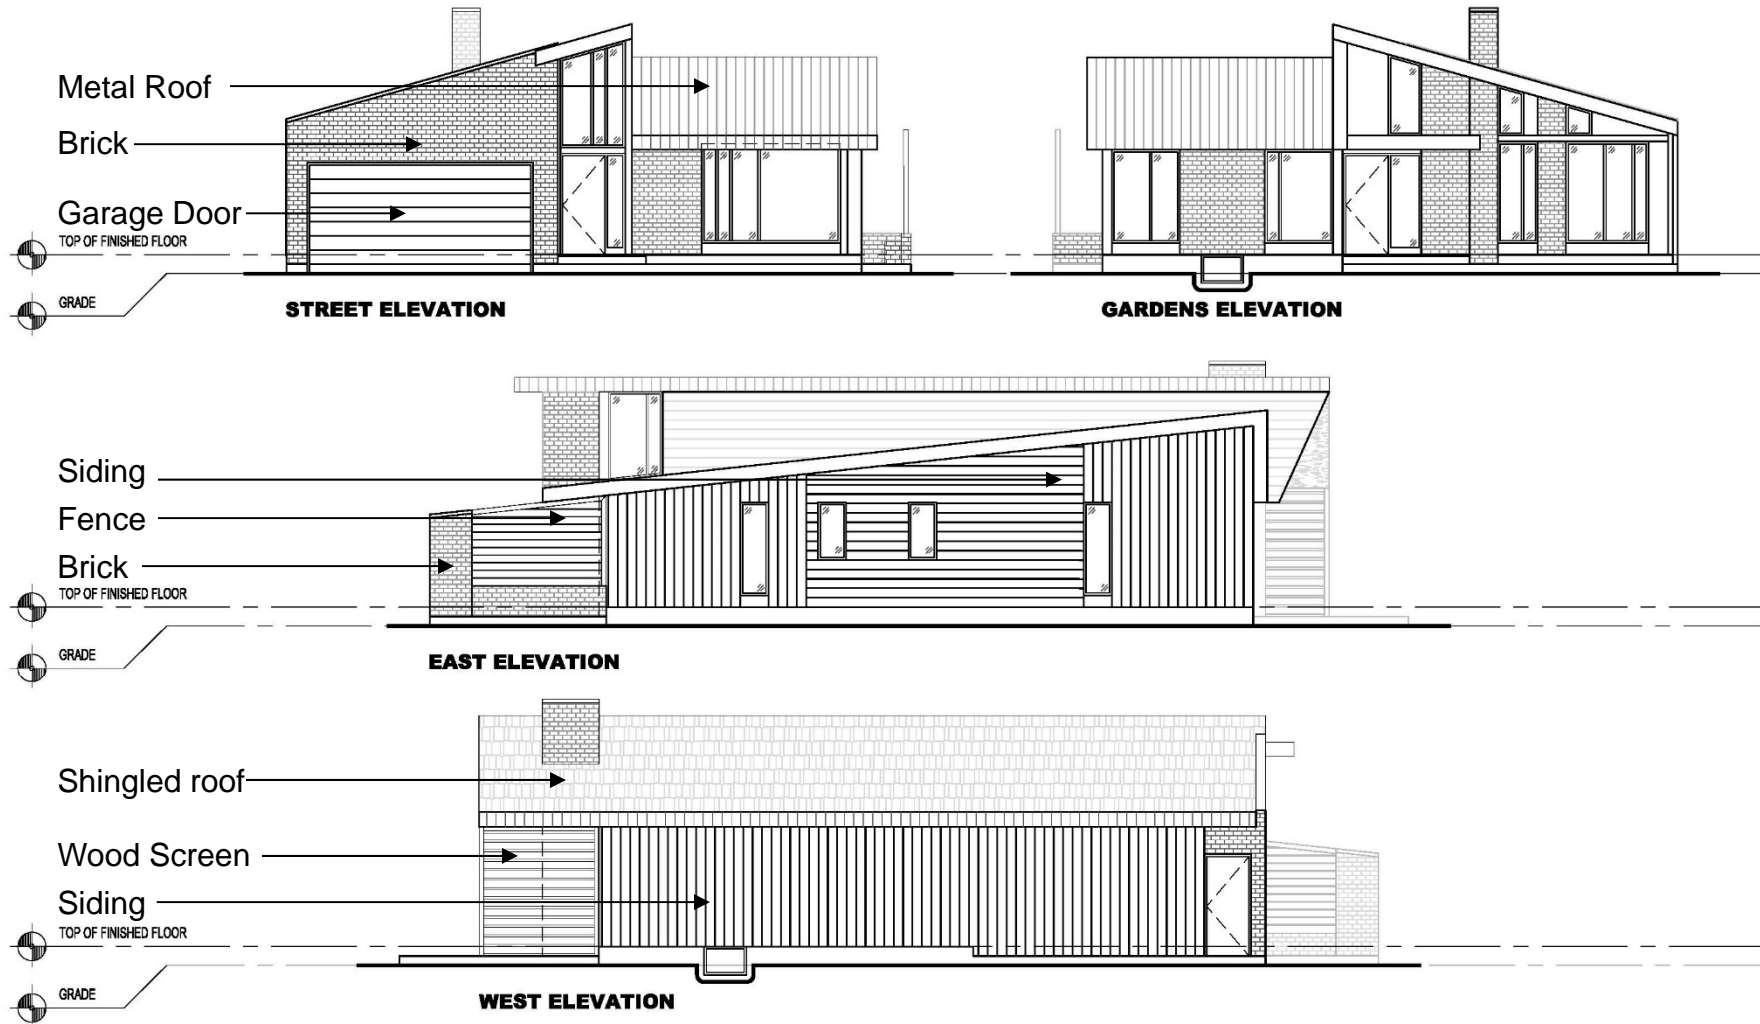 Metal Roof
Brick
Garage Door
TOP OF FINISHED FLOOR
GRADE
STREET ELEVATION
GARDENS ELEVATION
Siding
Fence
Brick
TOP OF FINISHED FLOOR
GRADE
EAST ELEVATION
Shingled roof
Wood Screen
Siding
TOP OF FINISHED FLOOR
GRADE
WEST ELEVATION